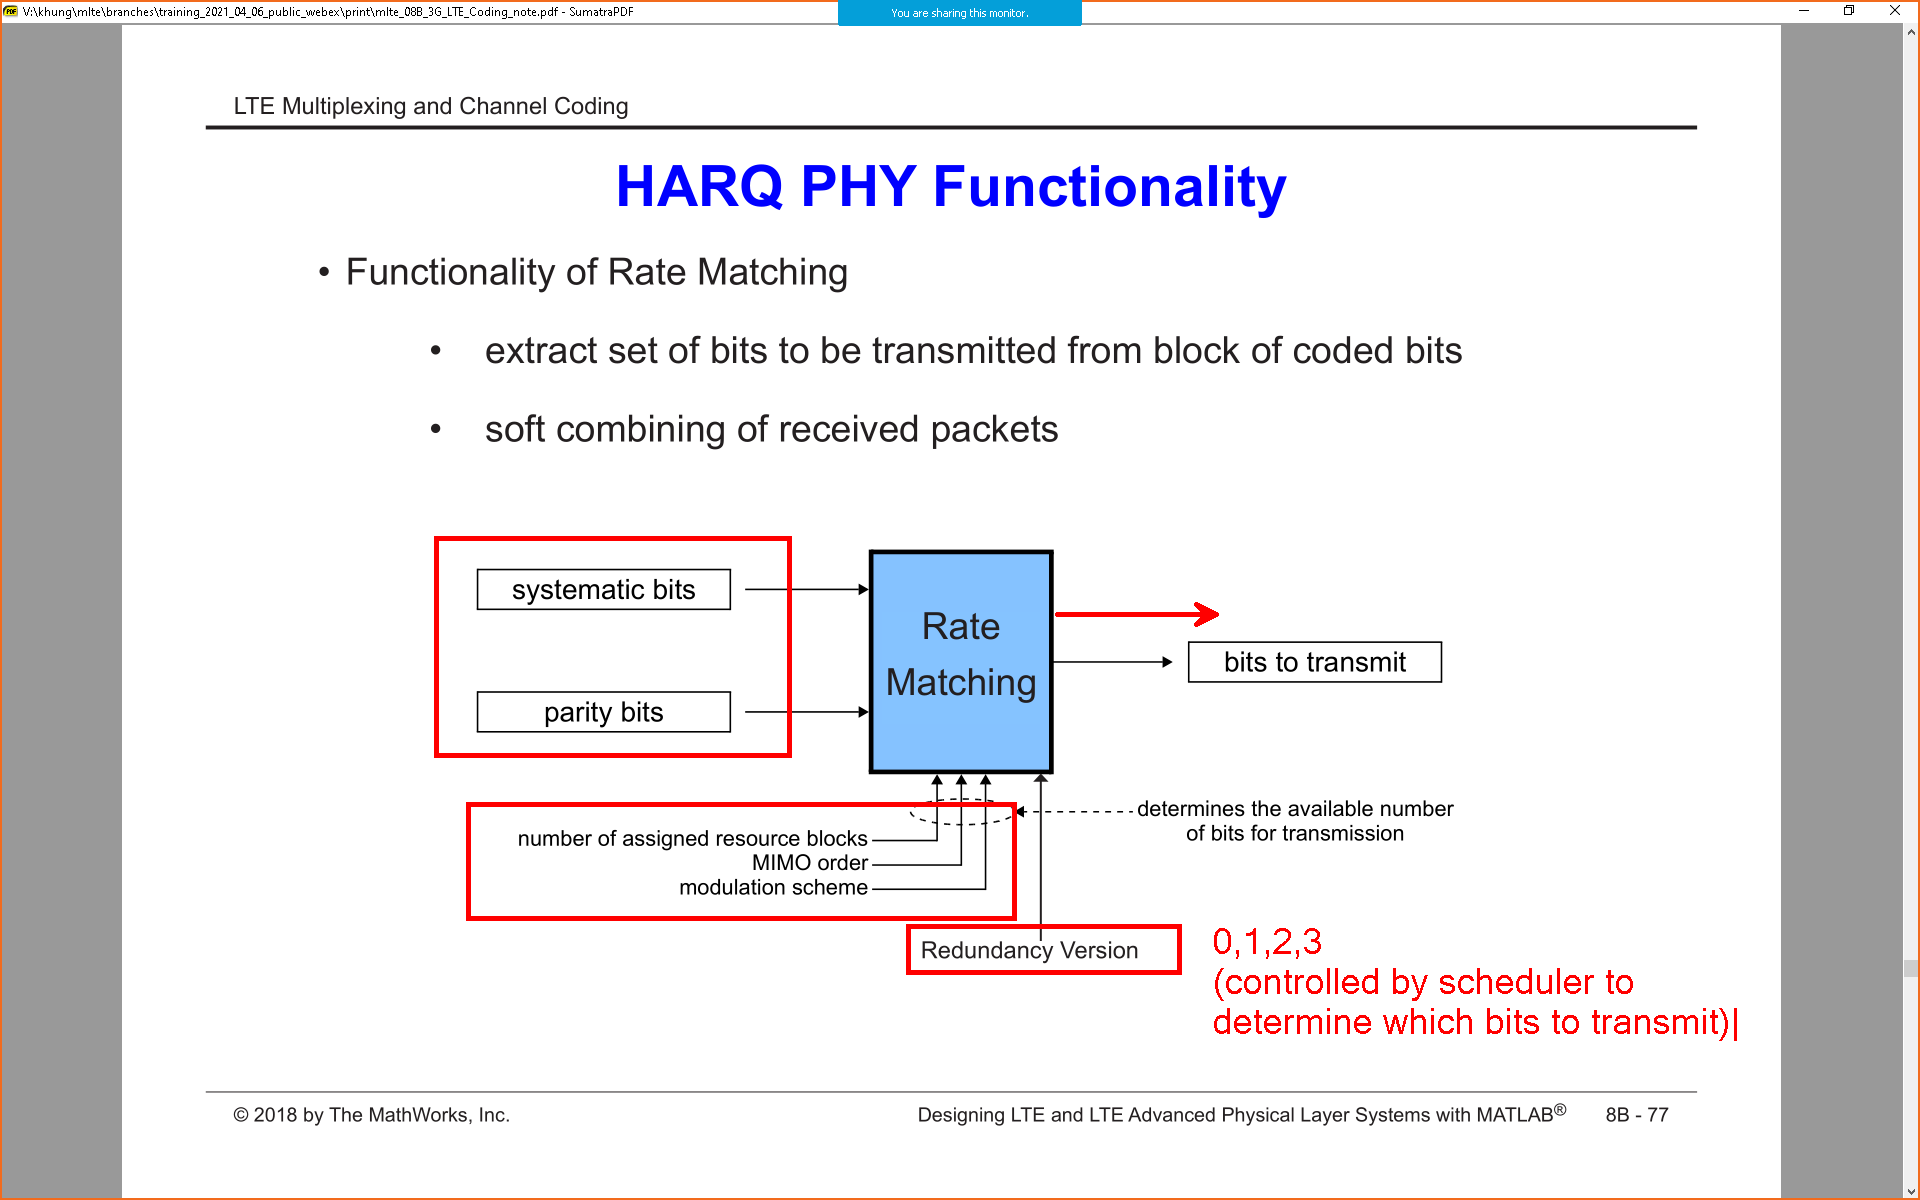 V:\khung\mlte\branches\training_2021_04_06_public_webex\print\mlte_08B_3G_LTE_Coding_note.pdf - SumatraPDF
You are sharing this monitor.
LTE Multiplexing and Channel Coding
HARQ PHY Functionality
• Functionality of Rate Matching
• extract set of bits to be transmitted from block of coded bits
• soft combining of received packets
systematic bits
parity bits
Rate
Matching
bits to transmit
determines the available number
of bits for transmission
number of assigned resource blocks
MIMO order
modulation scheme
Redundancy Version
0,1,2,3
(controlled by scheduler to
determine which bits to transmit)
© 2018 by The MathWorks, Inc.
Designing LTE and LTE Advanced Physical Layer Systems with MATLAB®
8B - 77